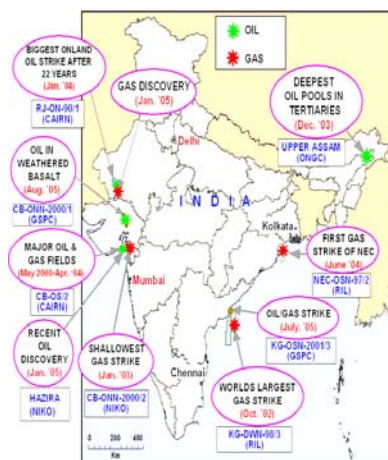 OIL
GAS
BIGGEST ONLAND
OIL STRIKE AFTER
22 YEARS
(Jan. '04)
RJ-ON-90/1
(CAIRN)
GAS DISCOVERY
(Jan. '05)
DEEPEST
OIL POOLS IN
TERTIARIES
(Dec. '03)
UPPER ASSAM
(ONGC)
Delhi
OIL IN
WEATHERED
BASALT
(Aug. '05)
CB-ONN-2000/1
(GSPC)
I N D I A
Kolkata
MAJOR OIL &
GAS FIELDS
(May 2000-Apr. '04)
CB-OS/2
(CAIRN)
Mumbai
FIRST GAS
STRIKE OF NEC
(June '04)
NEC-OSN-97/2
(RIL)
RECENT
OIL
DISCOVERY
(Jan. '05)
HAZIRA
(NIKO)
SHALLOWEST
GAS STRIKE
(Jan. '03)
CB-ONN-2000/2
(NIKO)
OIL/GAS STRIKE
(July. '05)
KG-OSN-2001/3
(GSPC)
Chennai
WORLDS LARGEST
GAS STRIKE
(Oct. '02)
KG-DWN-98/3
(RIL)
0 200 400 600 800
Km